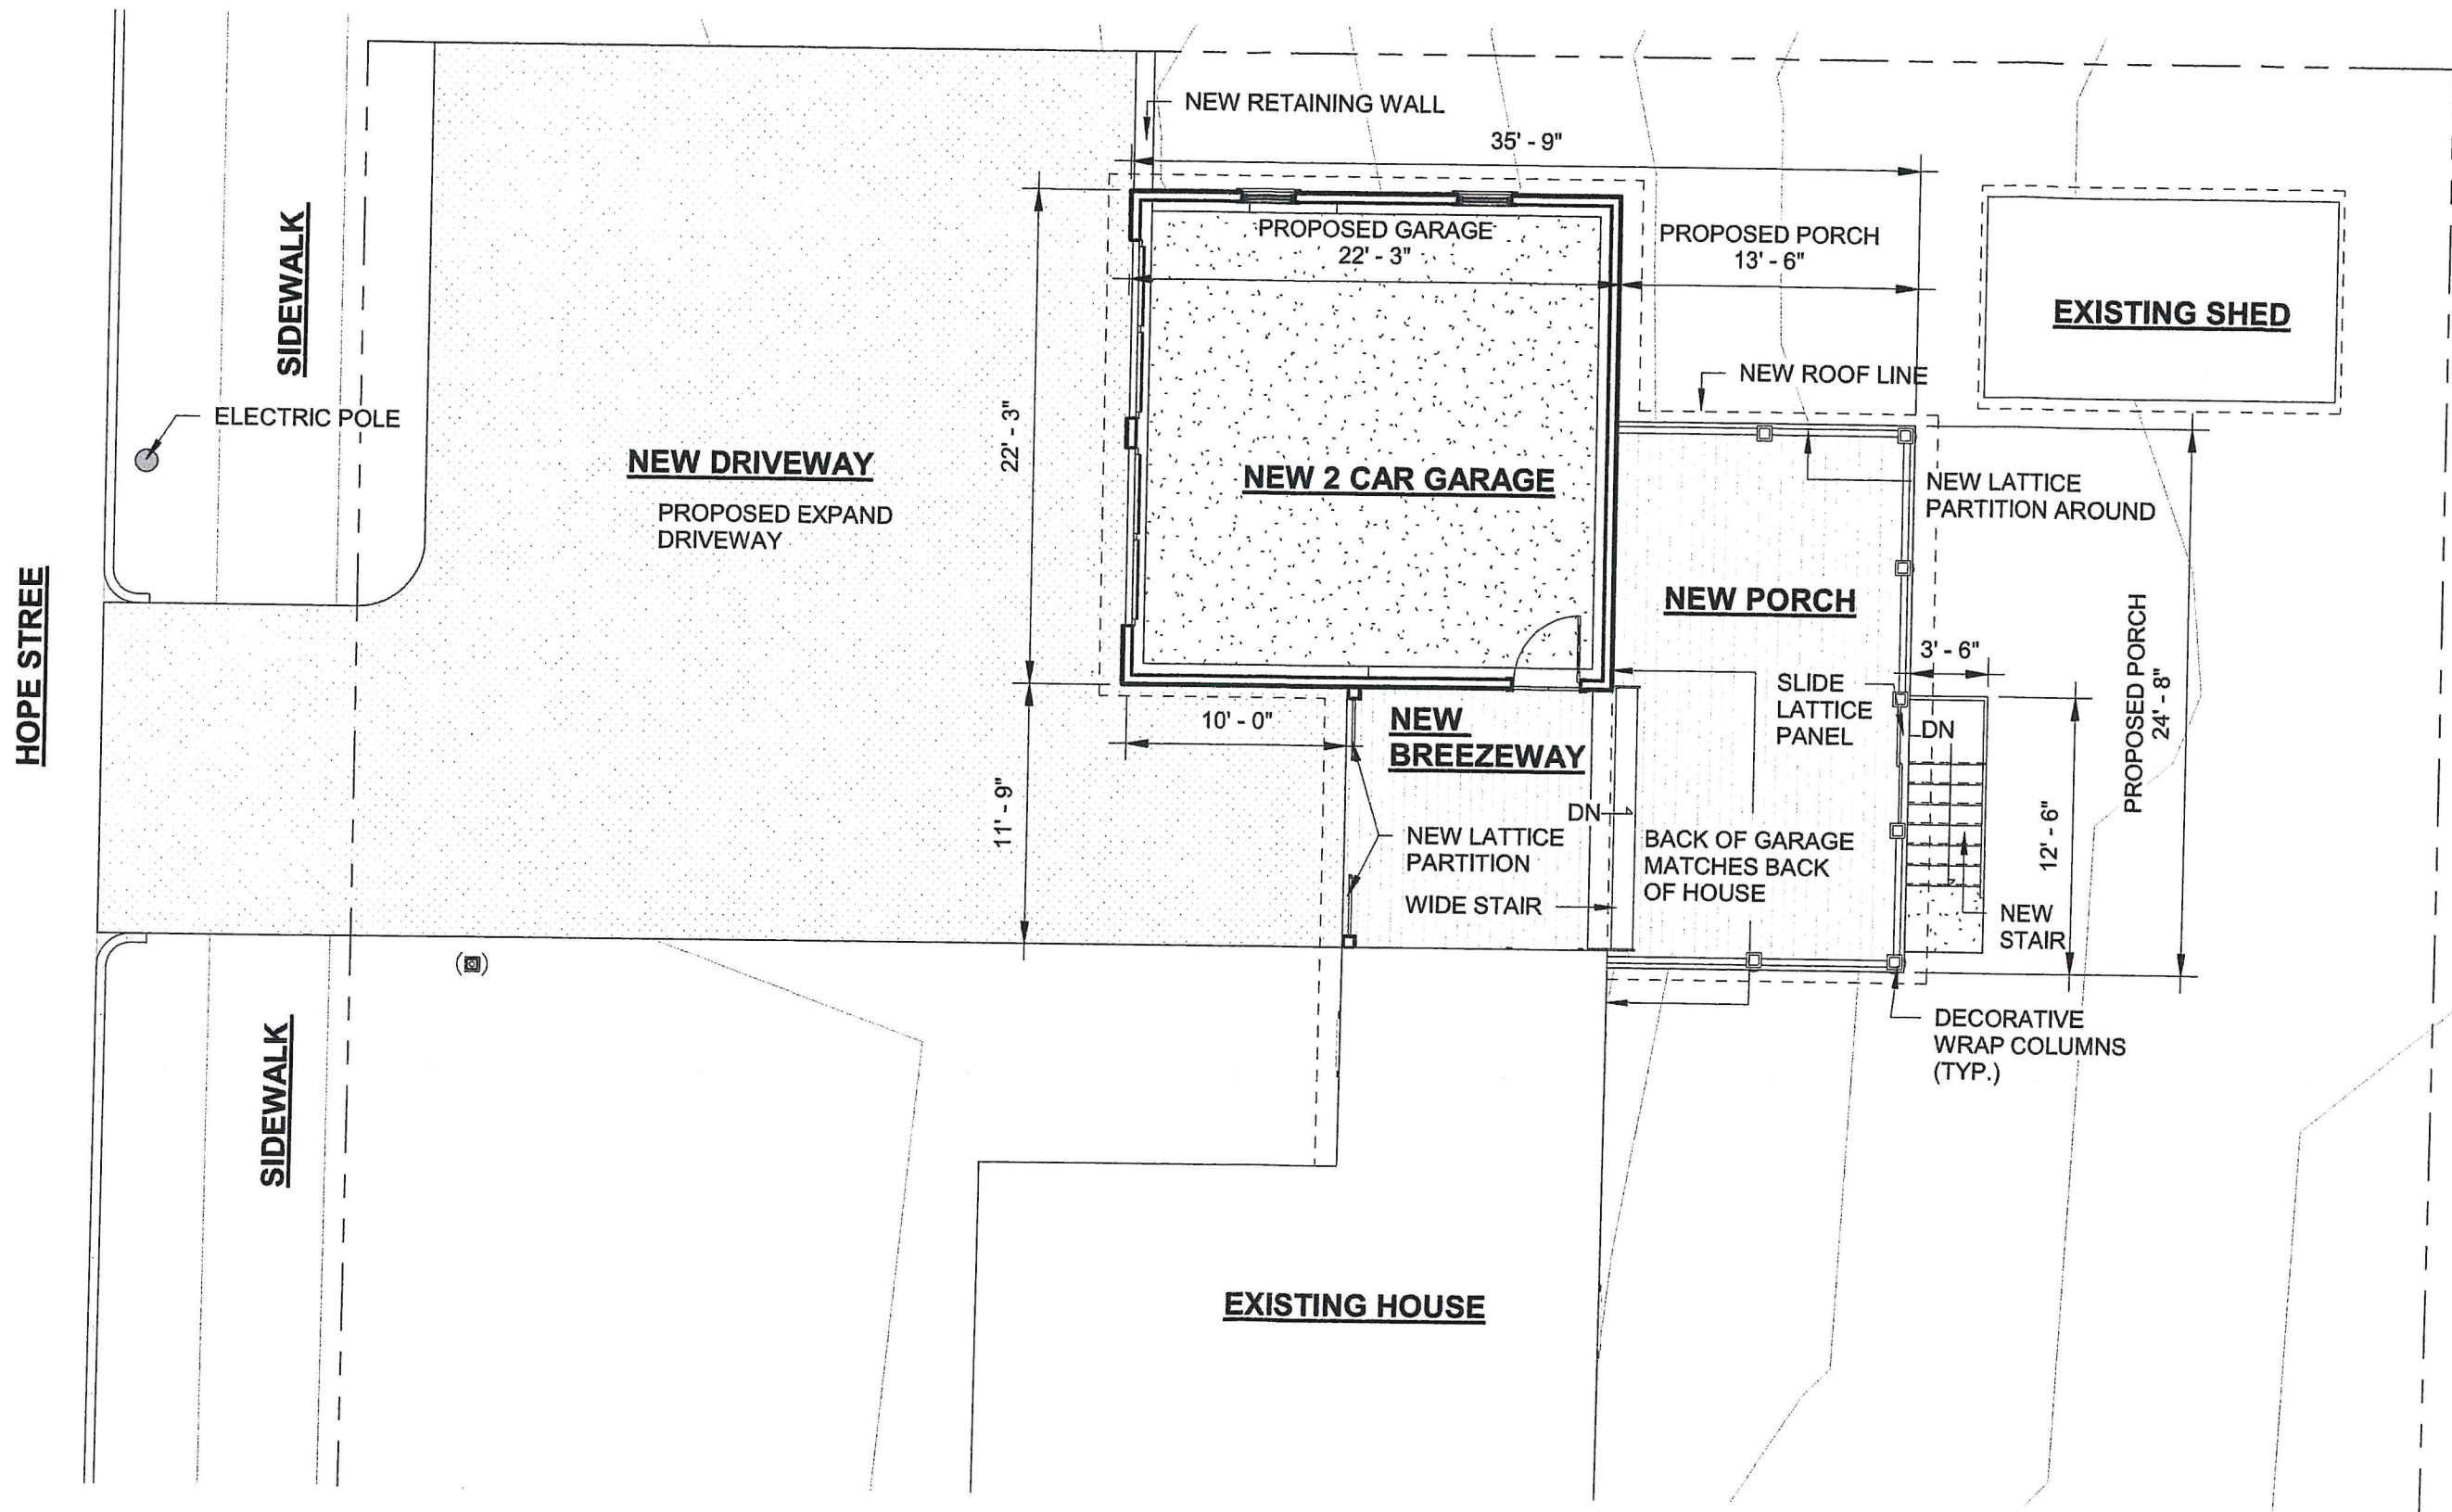 NEW RETAINING WALL
35' - 9"
SIDEWALK
PROPOSED GARAGE
22' - 3"
PROPOSED PORCH
13' - 6"
EXISTING SHED
NEW ROOF LINE
ELECTRIC POLE
22' - 3"
NEW DRIVEWAY
PROPOSED EXPAND
DRIVEWAY
NEW 2 CAR GARAGE
NEW LATTICE
PARTITION AROUND
HOPE STREE
NEW PORCH
3' - 6"
PROPOSED PORCH
24' - 8"
SLIDE
LATTICE
PANEL
DN
10' - 0"
NEW
BREEZEWAY
11' - 9"
DN
12' - 6"
NEW LATTICE
PARTITION
WIDE STAIR
BACK OF GARAGE
MATCHES BACK
OF HOUSE
NEW
STAIR
DECORATIVE
WRAP COLUMNS
(TYP.)
SIDEWALK
EXISTING HOUSE